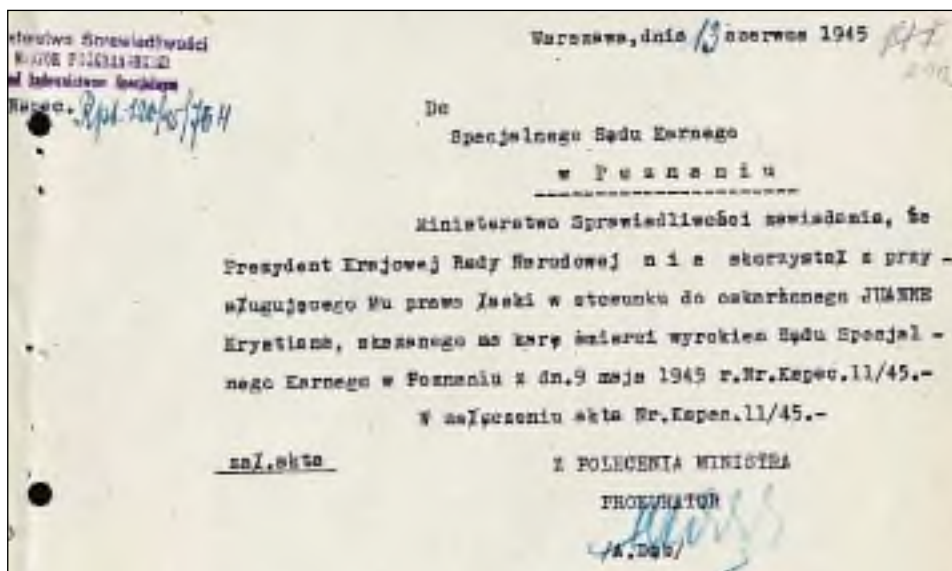 Sprawiedliwości
Warszawa, dnia 13 czerwca 1945
Do
Specjalnego Sądu Karnego
w Poznaniu
Ministerstwo Sprawiedliwości zawiadamia, że
Prezydent Krajowej Rady Narodowej n i e skorzystał z przy -
sługującego Mu prawa łaski w stosunku do oskarżonego JUANNE
Krystiana, skazanego na karę śmierci wyrokiem Sądu Specjal -
nego Karnego w Poznaniu z dn.9 maja 1945 r.Nr.Kspec.11/45.-
W załączeniu akta Nr.Kspec.11/45.-
zał.akta
Z POLECENIA MINISTRA
PROKURATOR
/A.Dąb/